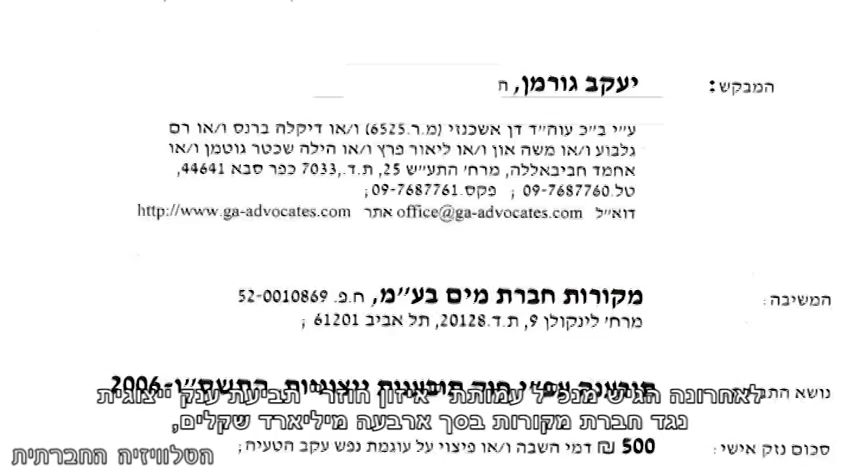 המבקש: יעקב גורמן,
ע"י ב"כ עוה"ד דן אשכנזי (מ.ר.6525) ו/או דיקלה ברנס ו/או רם
גלבוע ו/או משה און ו/או ליאור פרץ ו/או הילה שכטר גוטמן ו/או
אחמד חביבאללה, מרח' התע"ש 25, ת.ד. 7033, כפר סבא 44641,
טל. 09-7687760 ; פקס. 09-7687761;
דוא"ל office@ga-advocates.com אתר http://www.ga-advocates.com
המשיבה: מקורות חברת מים בע"מ, ח.פ. 52-0010869
מרח' לינקולן 9, ת.ד.20128, תל אביב 61201 ;
נושא תובענות ייצוגיות, התשס"ו-2006
לאחרונה הגיש מנכ"ל עמותת "איזון חוזר" תביעת ענק ייצוגית
נגד חברת מקורות בסך ארבעה מיליארד שקלים,
סכום נזק אישי: 500 ₪ דמי השבה ו/או פיצוי על עוגמת נפש עקב הטעיה;
הטלוויזיה החברתית